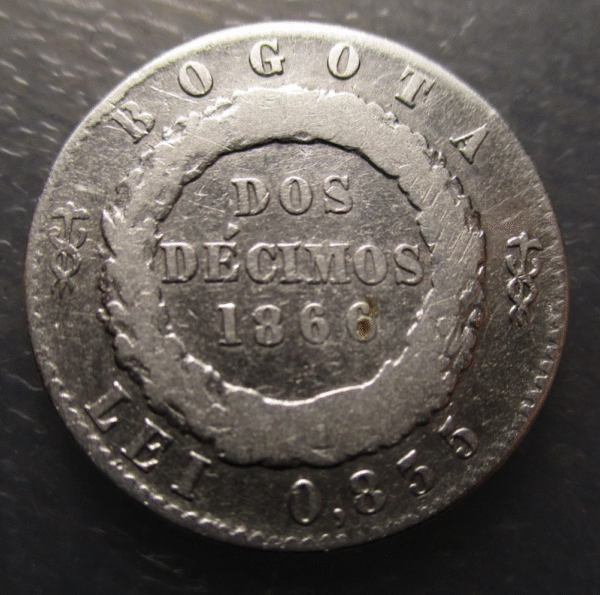 BOGOTA
DOS
DÉCIMOS
1866
LEI 0,835